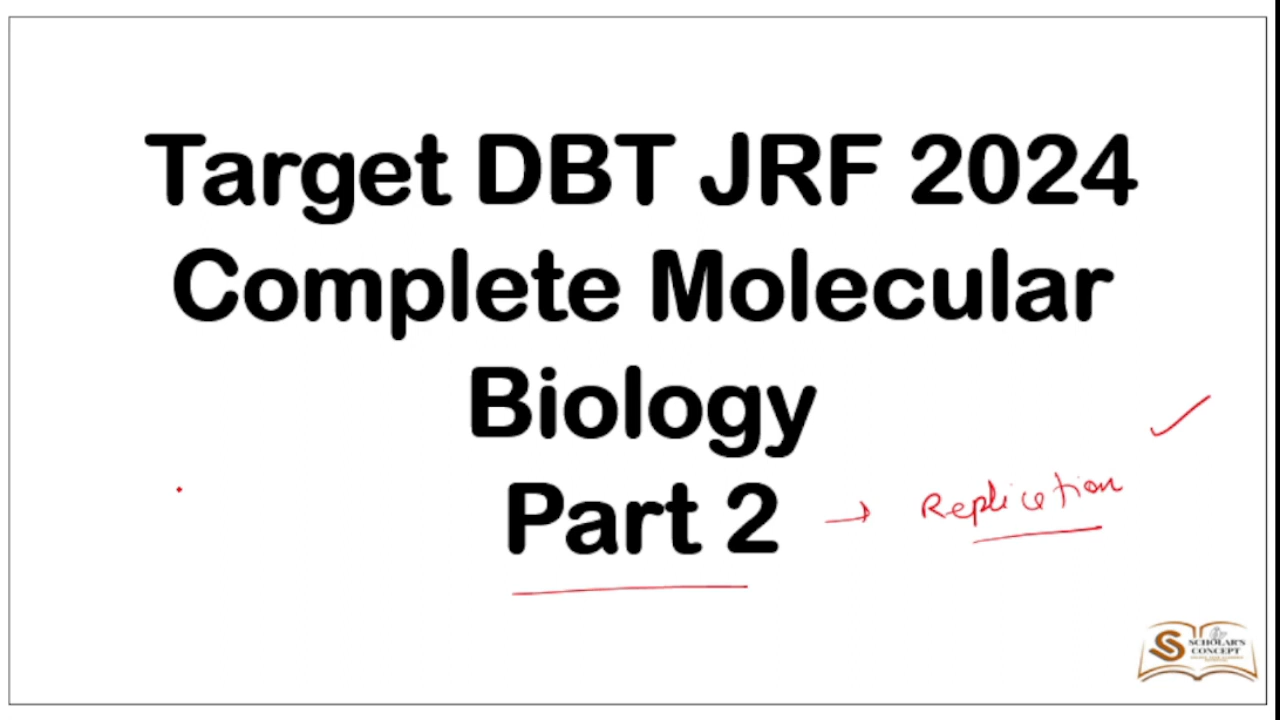 Target DBT JRF 2024
Complete Molecular
Biology
Part 2 → Replication
SCHOLAR'S
CONCEPT